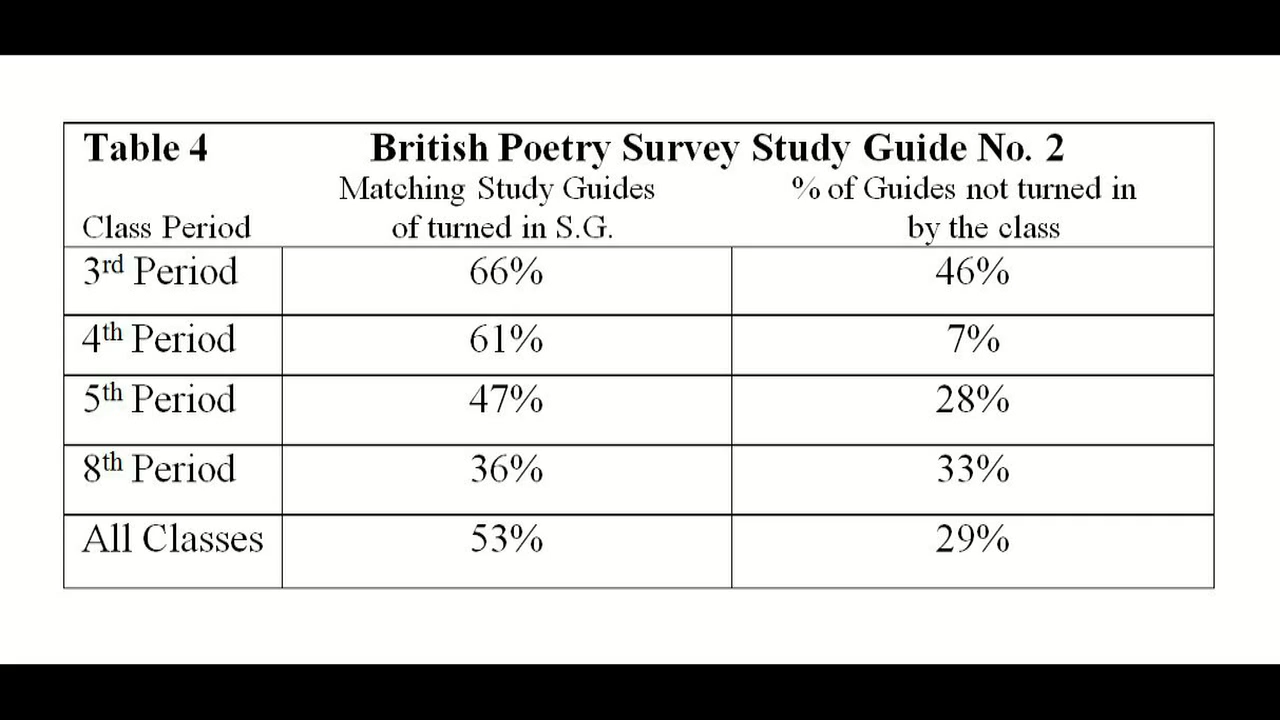 Table 4 British Poetry Survey Study Guide No. 2
Matching Study Guides % of Guides not turned in
Class Period of turned in S.G. by the class
3rd Period 66% 46%
4th Period 61% 7%
5th Period 47% 28%
8th Period 36% 33%
All Classes 53% 29%